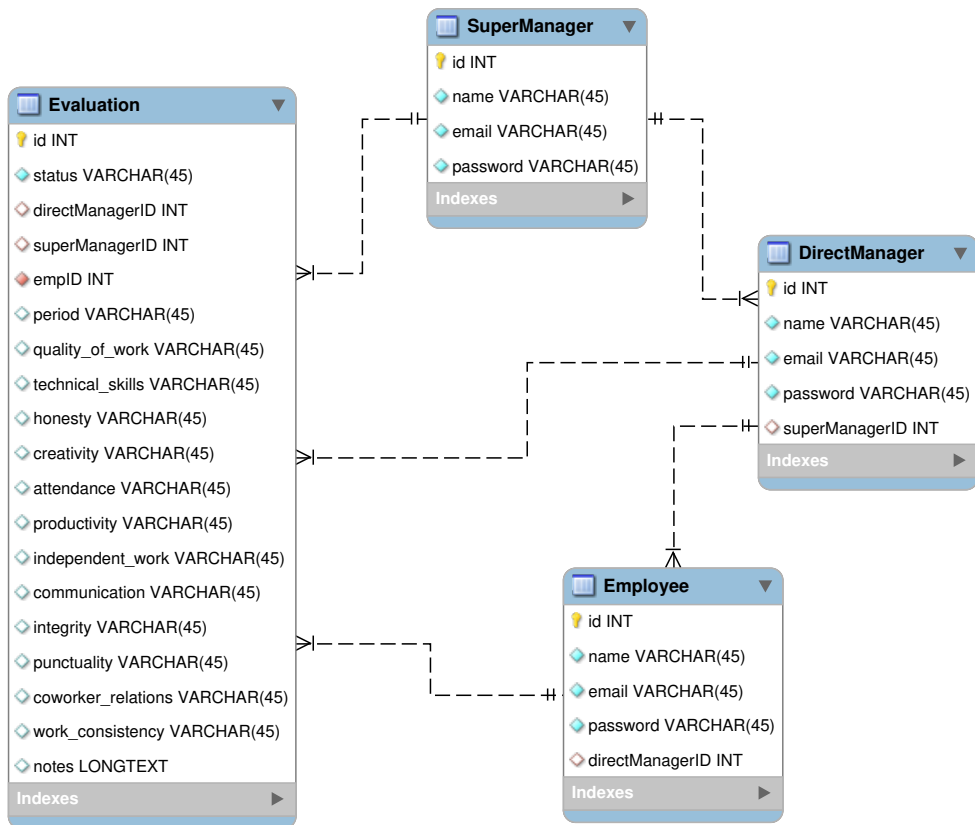 SuperManager
id INT
name VARCHAR(45)
email VARCHAR(45)
password VARCHAR(45)
Indexes
Evaluation
id INT
status VARCHAR(45)
directManagerID INT
superManagerID INT
empID INT
period VARCHAR(45)
quality_of_work VARCHAR(45)
technical_skills VARCHAR(45)
honesty VARCHAR(45)
creativity VARCHAR(45)
attendance VARCHAR(45)
productivity VARCHAR(45)
independent_work VARCHAR(45)
communication VARCHAR(45)
integrity VARCHAR(45)
punctuality VARCHAR(45)
coworker_relations VARCHAR(45)
work_consistency VARCHAR(45)
notes LONGTEXT
Indexes
DirectManager
id INT
name VARCHAR(45)
email VARCHAR(45)
password VARCHAR(45)
superManagerID INT
Indexes
Employee
id INT
name VARCHAR(45)
email VARCHAR(45)
password VARCHAR(45)
directManagerID INT
Indexes